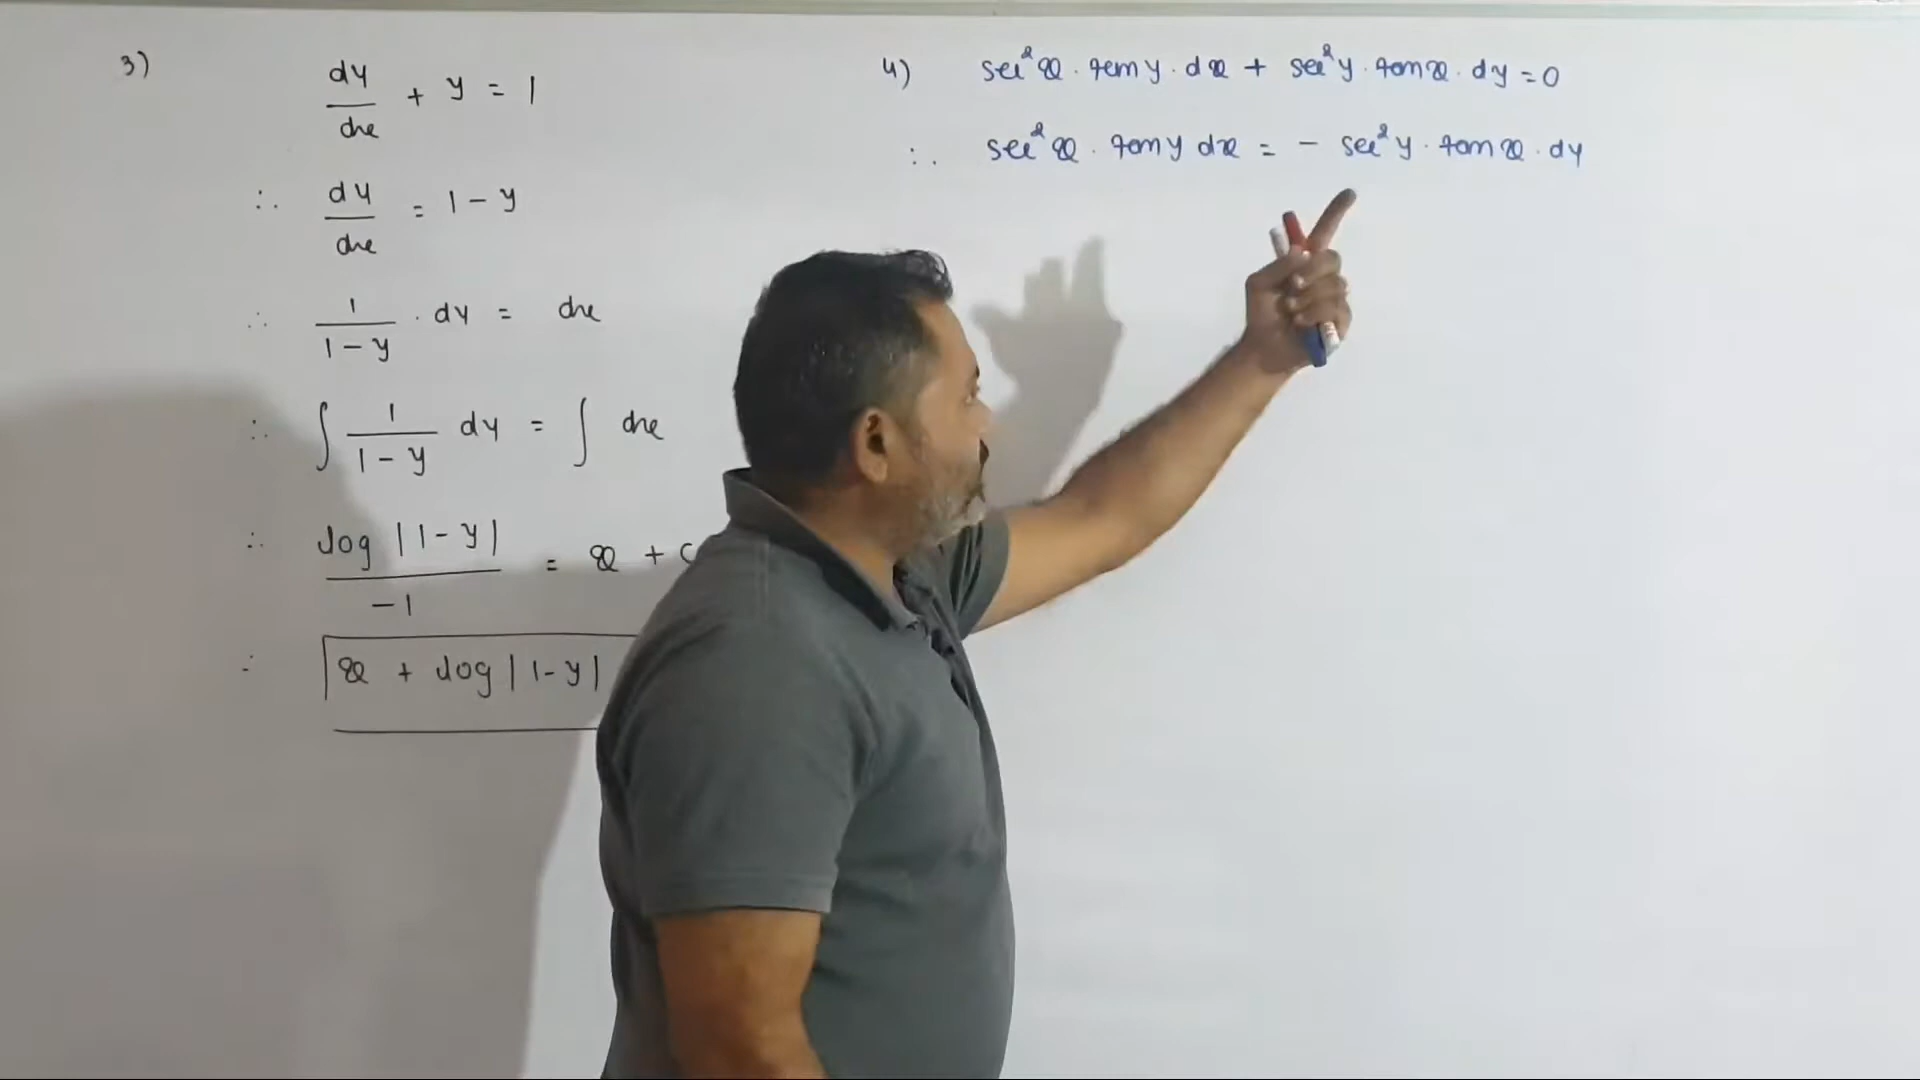 3)
dy/dx + y = 1
∴ dy/dx = 1 - y
∴ 1/(1 - y) . dy = dx
∴ ∫ 1/(1 - y) dy = ∫ dx
∴ log |1 - y| / -1 = x + c
∴ x + log |1 - y|
4) sec²x . tan y . dx + sec²y . tan x . dy = 0
∴ sec²x . tan y dx = - sec²y . tan x . dy